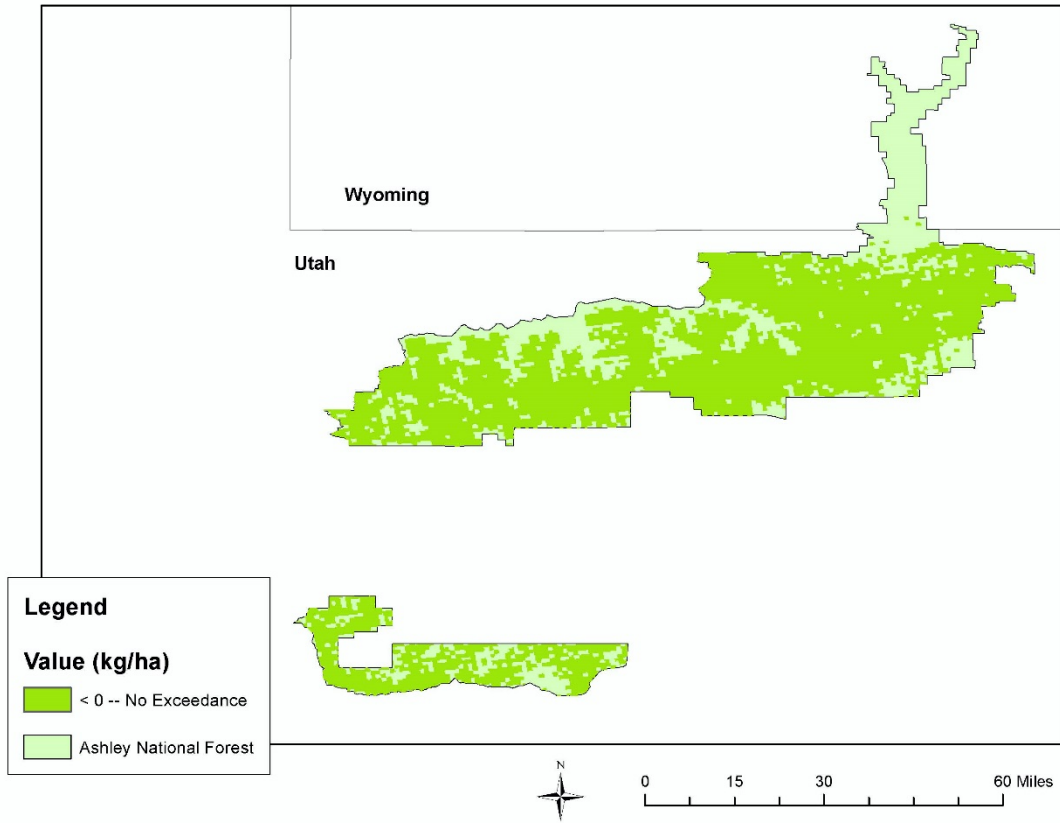 Wyoming
Utah
Legend
Value (kg/ha)
< 0 -- No Exceedance
Ashley National Forest
N
0 15 30 60 Miles